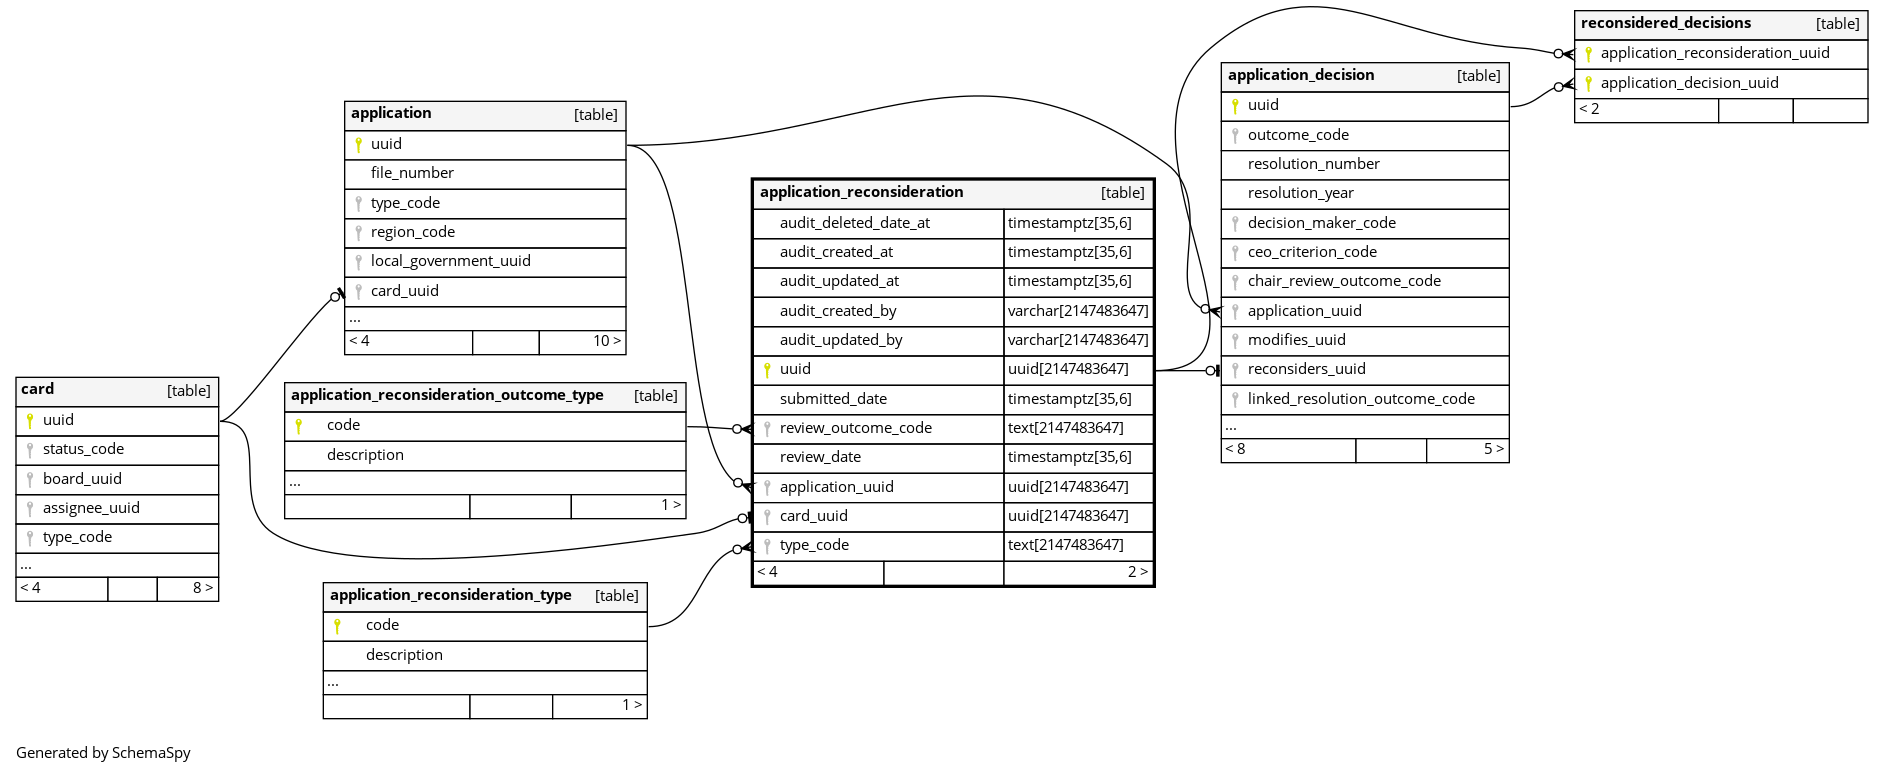 reconsidered_decisions [table]
application_reconsideration_uuid
application_decision_uuid
< 2
application_decision [table]
uuid
outcome_code
resolution_number
resolution_year
decision_maker_code
ceo_criterion_code
chair_review_outcome_code
application_uuid
modifies_uuid
reconsiders_uuid
linked_resolution_outcome_code
...
< 8 5 >
application [table]
uuid
file_number
type_code
region_code
local_government_uuid
card_uuid
...
< 4 10 >
application_reconsideration [table]
audit_deleted_date_at timestamptz[35,6]
audit_created_at timestamptz[35,6]
audit_updated_at timestamptz[35,6]
audit_created_by varchar[2147483647]
audit_updated_by varchar[2147483647]
uuid uuid[2147483647]
submitted_date timestamptz[35,6]
review_outcome_code text[2147483647]
review_date timestamptz[35,6]
application_uuid uuid[2147483647]
card_uuid uuid[2147483647]
type_code text[2147483647]
< 4 2 >
card [table]
uuid
status_code
board_uuid
assignee_uuid
type_code
...
< 4 8 >
application_reconsideration_outcome_type [table]
code
description
...
1 >
application_reconsideration_type [table]
code
description
...
1 >
Generated by SchemaSpy